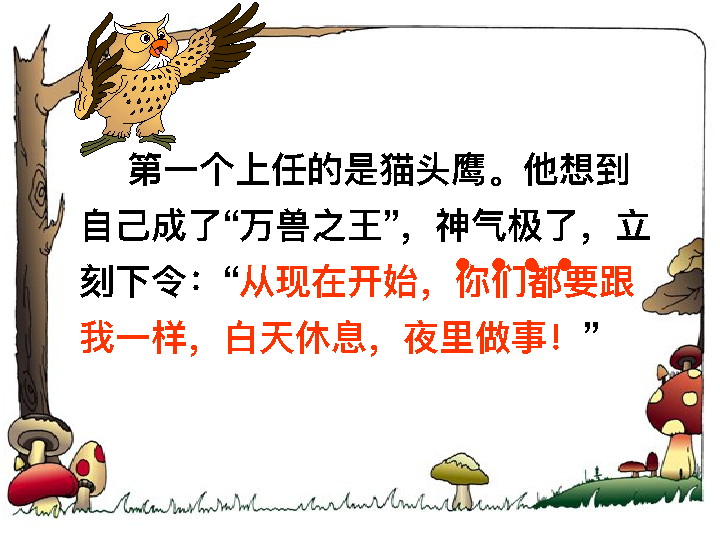 第一个上任的是猫头鹰。他想到
自己成了“万兽之王”，神气极了，立
刻下令：“从现在开始，你们都要跟
我一样，白天休息，夜里做事！”